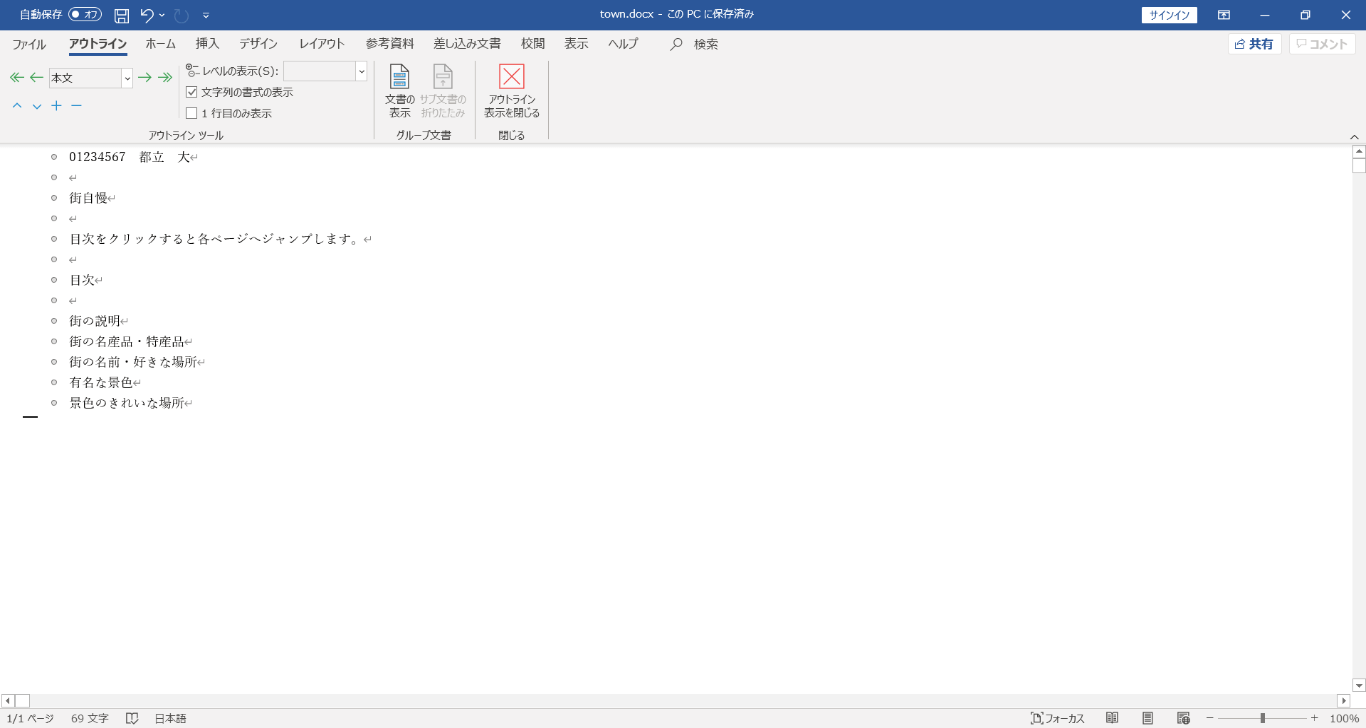 自動保存 オフ town.docx - この PC に保存済み サインイン
ファイル アウトライン ホーム 挿入 デザイン レイアウト 参考資料 差し込み文書 校閲 表示 ヘルプ 検索 共有 コメント
本文 レベルの表示(S):
文字列の書式の表示
1 行目のみ表示
アウトライン ツール
文書の
表示
サブ文書の
折りたたみ
グループ文書
アウトライン
表示を閉じる
閉じる
01234567 都立 大↵
↵
街自慢↵
↵
目次をクリックすると各ページへジャンプします。↵
↵
目次↵
↵
街の説明↵
街の名産品・特産品↵
街の名前・好きな場所↵
有名な景色↵
景色のきれいな場所↵
1/1 ページ 69 文字 日本語 フォーカス 100%